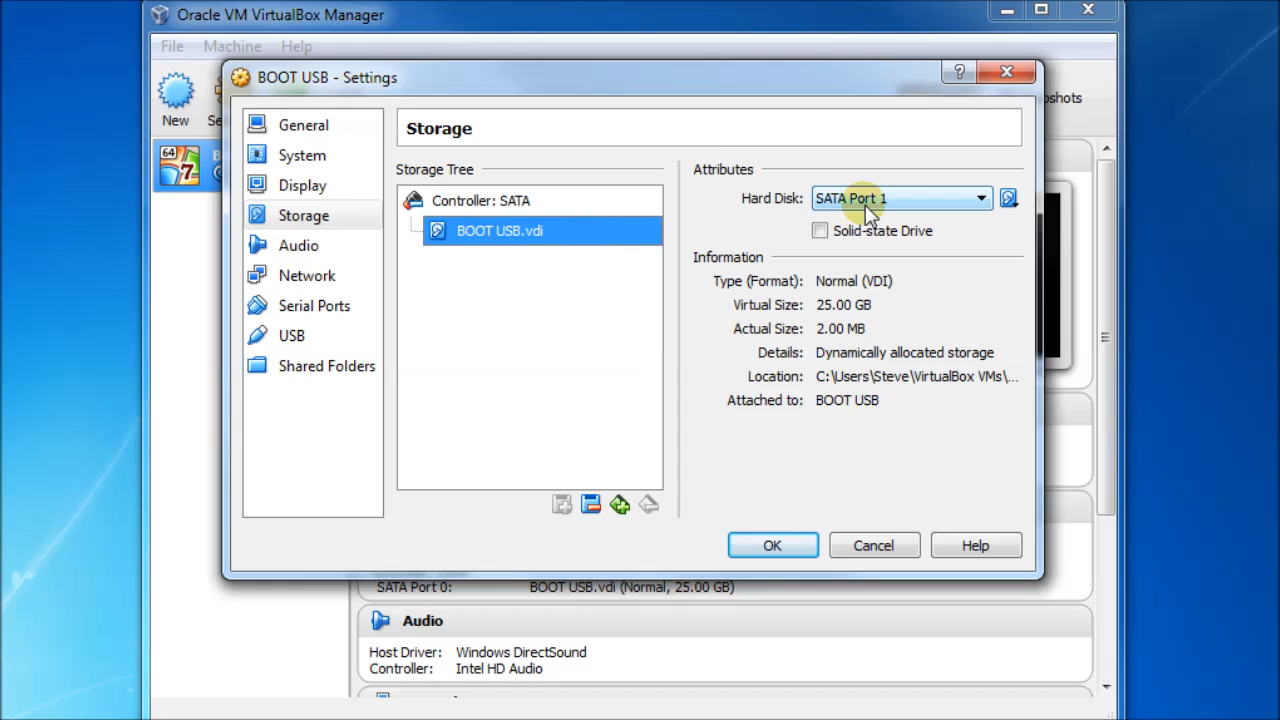 Oracle VM VirtualBox Manager
File Machine Help
BOOT USB - Settings
New
64
7
General
System
Display
Storage
Audio
Network
Serial Ports
USB
Shared Folders
Storage
Storage Tree
Controller: SATA
BOOT USB.vdi
Attributes
Hard Disk: SATA Port 1
Solid-state Drive
Information
Type (Format): Normal (VDI)
Virtual Size: 25.00 GB
Actual Size: 2.00 MB
Details: Dynamically allocated storage
Location: C:\Users\Steve\VirtualBox VMs\...
Attached to: BOOT USB
OK Cancel Help
SATA Port 0: BOOT USB.vdi (Normal, 25.00 GB)
Audio
Host Driver: Windows DirectSound
Controller: Intel HD Audio